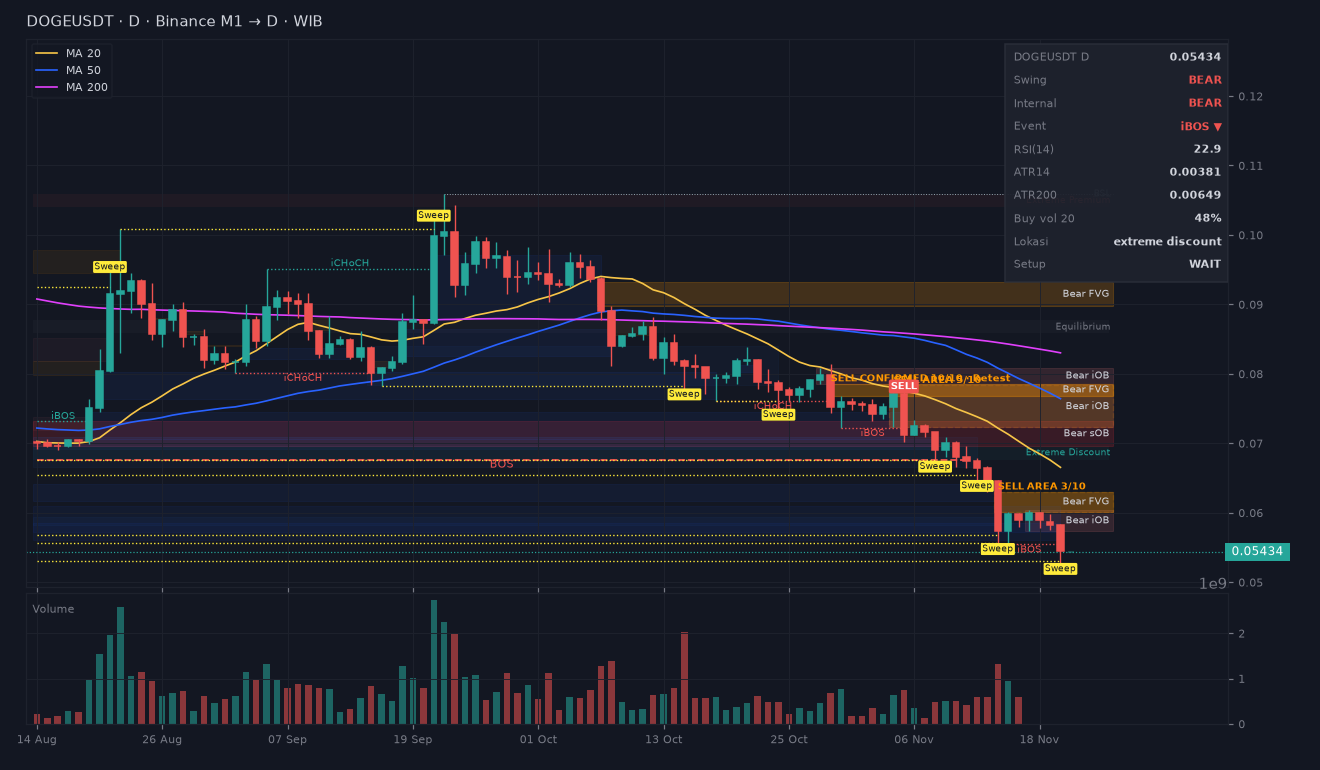 DOGEUSDT · D · Binance M1 → D · WIB
MA 20
MA 50
MA 200
DOGEUSDT D 0.05434
Swing BEAR
Internal BEAR
Event iBOS ▼
RSI(14) 22.9
ATR14 0.00381
ATR200 0.00649
Buy vol 20 48%
Lokasi extreme discount
Setup WAIT
0.12
0.11
0.10
0.09
0.08
0.07
0.06
0.05434
0.05
Sweep
Sweep
iCHoCH
Bear FVG
Equilibrium
iCHoCH
Bear iOB
SELL
Bear FVG
Sweep
iCHoCH
Bear iOB
Sweep
iBOS
iBOS
Bear sOB
Extreme Discount
BOS
Sweep
Sweep
SELL AREA 3/10
Bear FVG
Bear iOB
Sweep
iBOS
Sweep
1e9
Volume
2
1
0
14 Aug
26 Aug
07 Sep
19 Sep
01 Oct
13 Oct
25 Oct
06 Nov
18 Nov